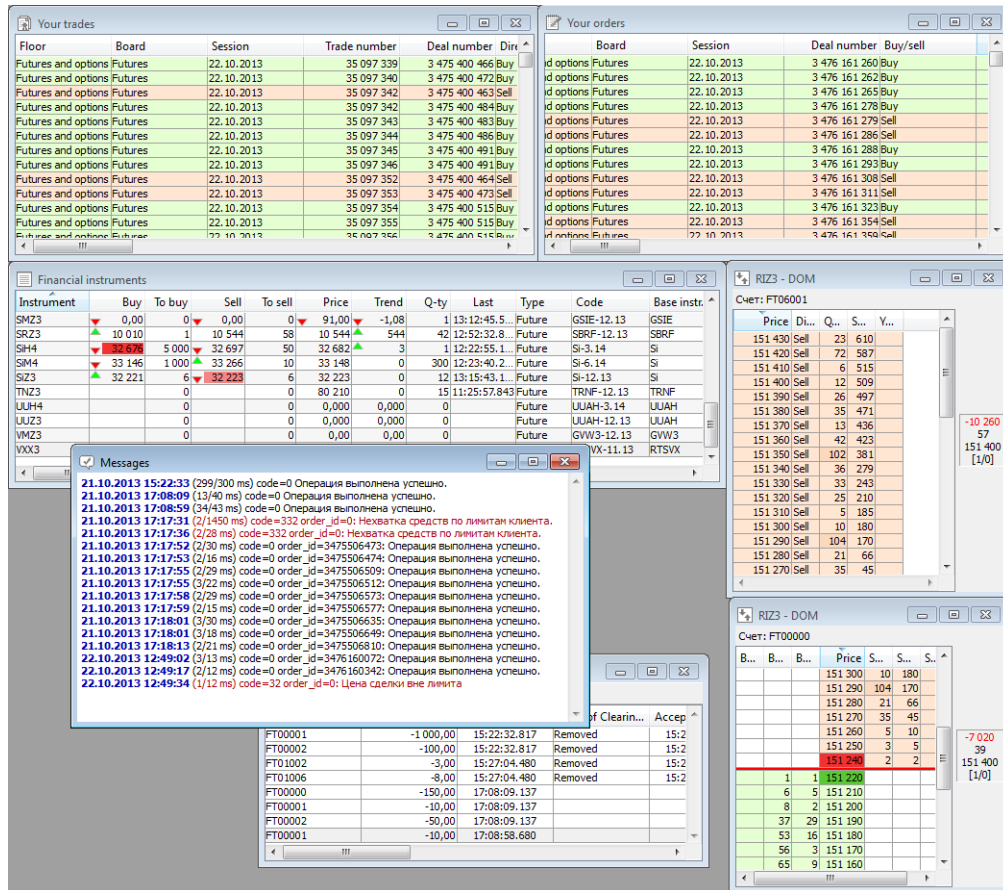 Your trades
Floor Board Session Trade number Deal number Dire
Futures and options Futures 22.10.2013 35 097 339 3 475 400 466 Buy
Futures and options Futures 22.10.2013 35 097 340 3 475 400 472 Buy
Futures and options Futures 22.10.2013 35 097 342 3 475 400 463 Sell
Futures and options Futures 22.10.2013 35 097 342 3 475 400 484 Buy
Futures and options Futures 22.10.2013 35 097 343 3 475 400 483 Buy
Futures and options Futures 22.10.2013 35 097 344 3 475 400 486 Buy
Futures and options Futures 22.10.2013 35 097 345 3 475 400 491 Buy
Futures and options Futures 22.10.2013 35 097 346 3 475 400 491 Buy
Futures and options Futures 22.10.2013 35 097 352 3 475 400 464 Sell
Futures and options Futures 22.10.2013 35 097 353 3 475 400 473 Sell
Futures and options Futures 22.10.2013 35 097 354 3 475 400 515 Buy
Futures and options Futures 22.10.2013 35 097 355 3 475 400 515 Buy
Futures and options Futures 22.10.2013 35 097 356 3 475 400 515 Buy
Your orders
Board Session Deal number Buy/sell
nd options Futures 22.10.2013 3 476 161 260 Buy
nd options Futures 22.10.2013 3 476 161 262 Buy
nd options Futures 22.10.2013 3 476 161 265 Buy
nd options Futures 22.10.2013 3 476 161 278 Buy
nd options Futures 22.10.2013 3 476 161 279 Sell
nd options Futures 22.10.2013 3 476 161 286 Sell
nd options Futures 22.10.2013 3 476 161 288 Buy
nd options Futures 22.10.2013 3 476 161 293 Buy
nd options Futures 22.10.2013 3 476 161 308 Sell
nd options Futures 22.10.2013 3 476 161 311 Sell
nd options Futures 22.10.2013 3 476 161 323 Buy
nd options Futures 22.10.2013 3 476 161 354 Sell
nd options Futures 22.10.2013 3 476 161 359 Sell
Financial instruments
Instrument Buy To buy Sell To sell Price Trend Q-ty Last Type Code Base instr.
SMZ3 0,00 0 0,00 0 91,00 -1,08 1 13:12:45.5... Future GSIE-12.13 GSIE
SRZ3 10 010 1 10 544 58 10 544 544 42 12:52:32.8... Future SBRF-12.13 SBRF
SiH4 32 676 5 000 32 697 50 32 682 3 1 12:22:55.1... Future Si-3.14 Si
SiM4 33 146 1 000 33 266 10 33 148 0 300 12:23:40.2... Future Si-6.14 Si
SiZ3 32 221 6 32 223 6 32 223 0 12 13:15:43.1... Future Si-12.13 Si
TNZ3 0 0 80 210 0 15 11:25:57.843 Future TRNF-12.13 TRNF
UUH4 0 0 0,000 0,000 0 Future UUAH-3.14 UUAH
UUZ3 0 0 0,000 0,000 0 Future UUAH-12.13 UUAH
VMZ3 0 0 0,00 0,00 0 Future GVW3-12.13 GVW3
VXX3 VX-11.13 RTSVX
RIZ3 - DOM
Счет: FT06001
Price Di... Q... S... Y...
151 430 Sell 23 610
151 420 Sell 72 587
151 410 Sell 6 515
151 400 Sell 12 509
151 390 Sell 26 497
151 380 Sell 35 471
151 370 Sell 13 436
151 360 Sell 42 423
151 350 Sell 102 381
151 340 Sell 36 279
151 330 Sell 33 243
151 320 Sell 25 210
151 310 Sell 5 185
151 300 Sell 10 180
151 290 Sell 104 170
151 280 Sell 21 66
151 270 Sell 35 45
-10 260
57
151 400
[1/0]
Messages
21.10.2013 15:22:33 (299/300 ms) code=0 Операция выполнена успешно.
21.10.2013 17:08:09 (13/40 ms) code=0 Операция выполнена успешно.
21.10.2013 17:08:59 (34/43 ms) code=0 Операция выполнена успешно.
21.10.2013 17:17:31 (2/1450 ms) code=332 order_id=0: Нехватка средств по лимитам клиента.
21.10.2013 17:17:36 (2/28 ms) code=332 order_id=0: Нехватка средств по лимитам клиента.
21.10.2013 17:17:52 (2/30 ms) code=0 order_id=3475506473: Операция выполнена успешно.
21.10.2013 17:17:53 (2/16 ms) code=0 order_id=3475506474: Операция выполнена успешно.
21.10.2013 17:17:55 (2/29 ms) code=0 order_id=3475506509: Операция выполнена успешно.
21.10.2013 17:17:55 (3/22 ms) code=0 order_id=3475506512: Операция выполнена успешно.
21.10.2013 17:17:58 (2/29 ms) code=0 order_id=3475506573: Операция выполнена успешно.
21.10.2013 17:17:59 (2/15 ms) code=0 order_id=3475506577: Операция выполнена успешно.
21.10.2013 17:18:01 (3/30 ms) code=0 order_id=3475506635: Операция выполнена успешно.
21.10.2013 17:18:01 (3/18 ms) code=0 order_id=3475506649: Операция выполнена успешно.
21.10.2013 17:18:13 (2/21 ms) code=0 order_id=3475506810: Операция выполнена успешно.
22.10.2013 12:49:02 (3/13 ms) code=0 order_id=3476160072: Операция выполнена успешно.
22.10.2013 12:49:17 (2/12 ms) code=0 order_id=3476160342: Операция выполнена успешно.
22.10.2013 12:49:34 (1/12 ms) code=32 order_id=0: Цена сделки вне лимита
of Clearin... Accep
FT00001 -1 000,00 15:22:32.817 Removed 15:2
FT00002 -100,00 15:22:32.817 Removed 15:2
FT01002 -3,00 15:27:04.480 Removed 15:2
FT01006 -8,00 15:27:04.480 Removed 15:2
FT00000 -150,00 17:08:09.137
FT00001 -10,00 17:08:09.137
FT00002 -50,00 17:08:09.137
FT00001 -10,00 17:08:58.680
RIZ3 - DOM
Счет: FT00000
B... B... B... Price S... S... S..
151 300 10 180
151 290 104 170
151 280 21 66
151 270 35 45
151 260 5 10
151 250 3 5
151 240 2 2
1 1 151 220
6 5 151 210
8 2 151 200
37 29 151 190
53 16 151 180
56 3 151 170
65 9 151 160
-7 020
39
151 400
[1/0]